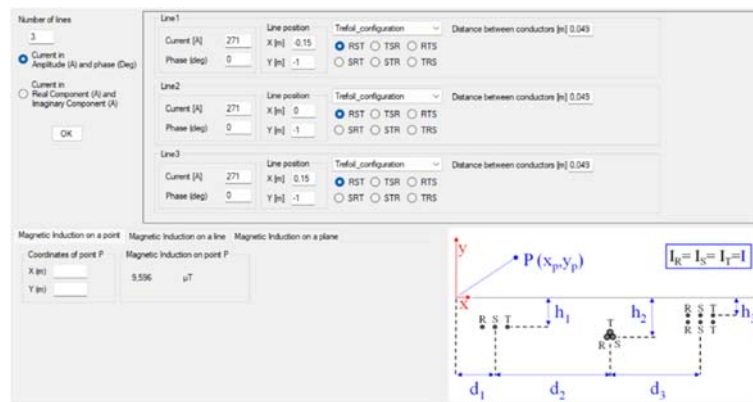 Number of lines
3
Current in
Amplitude (A) and phase (Deg)
Current in
Real Component (A) and
Imaginary Component (A)
OK
Line1
Current [A] 271
Phase (deg) 0
Line position
X [m] -0.15
Y [m] -1
Trefoil_configuration
RST TSR RTS
SRT STR TRS
Distance between conductors [m] 0.049
Line2
Current [A] 271
Phase (deg) 0
Line position
X [m] 0
Y [m] -1
Trefoil_configuration
RST TSR RTS
SRT STR TRS
Distance between conductors [m] 0.049
Line3
Current [A] 271
Phase (deg) 0
Line position
X [m] 0.15
Y [m] -1
Trefoil_configuration
RST TSR RTS
SRT STR TRS
Distance between conductors [m] 0.049
Magnetic Induction on a point Magnetic Induction on a line Magnetic Induction on a plane
Coordinates of point P
X (m)
Y (m)
Magnetic Induction on point P
9,596 μT
y
P (xp,yp)
IR= IS= IT=I
x
R S T
h1
T
R S
h2
R S T
R S T
h3
d1 d2 d3